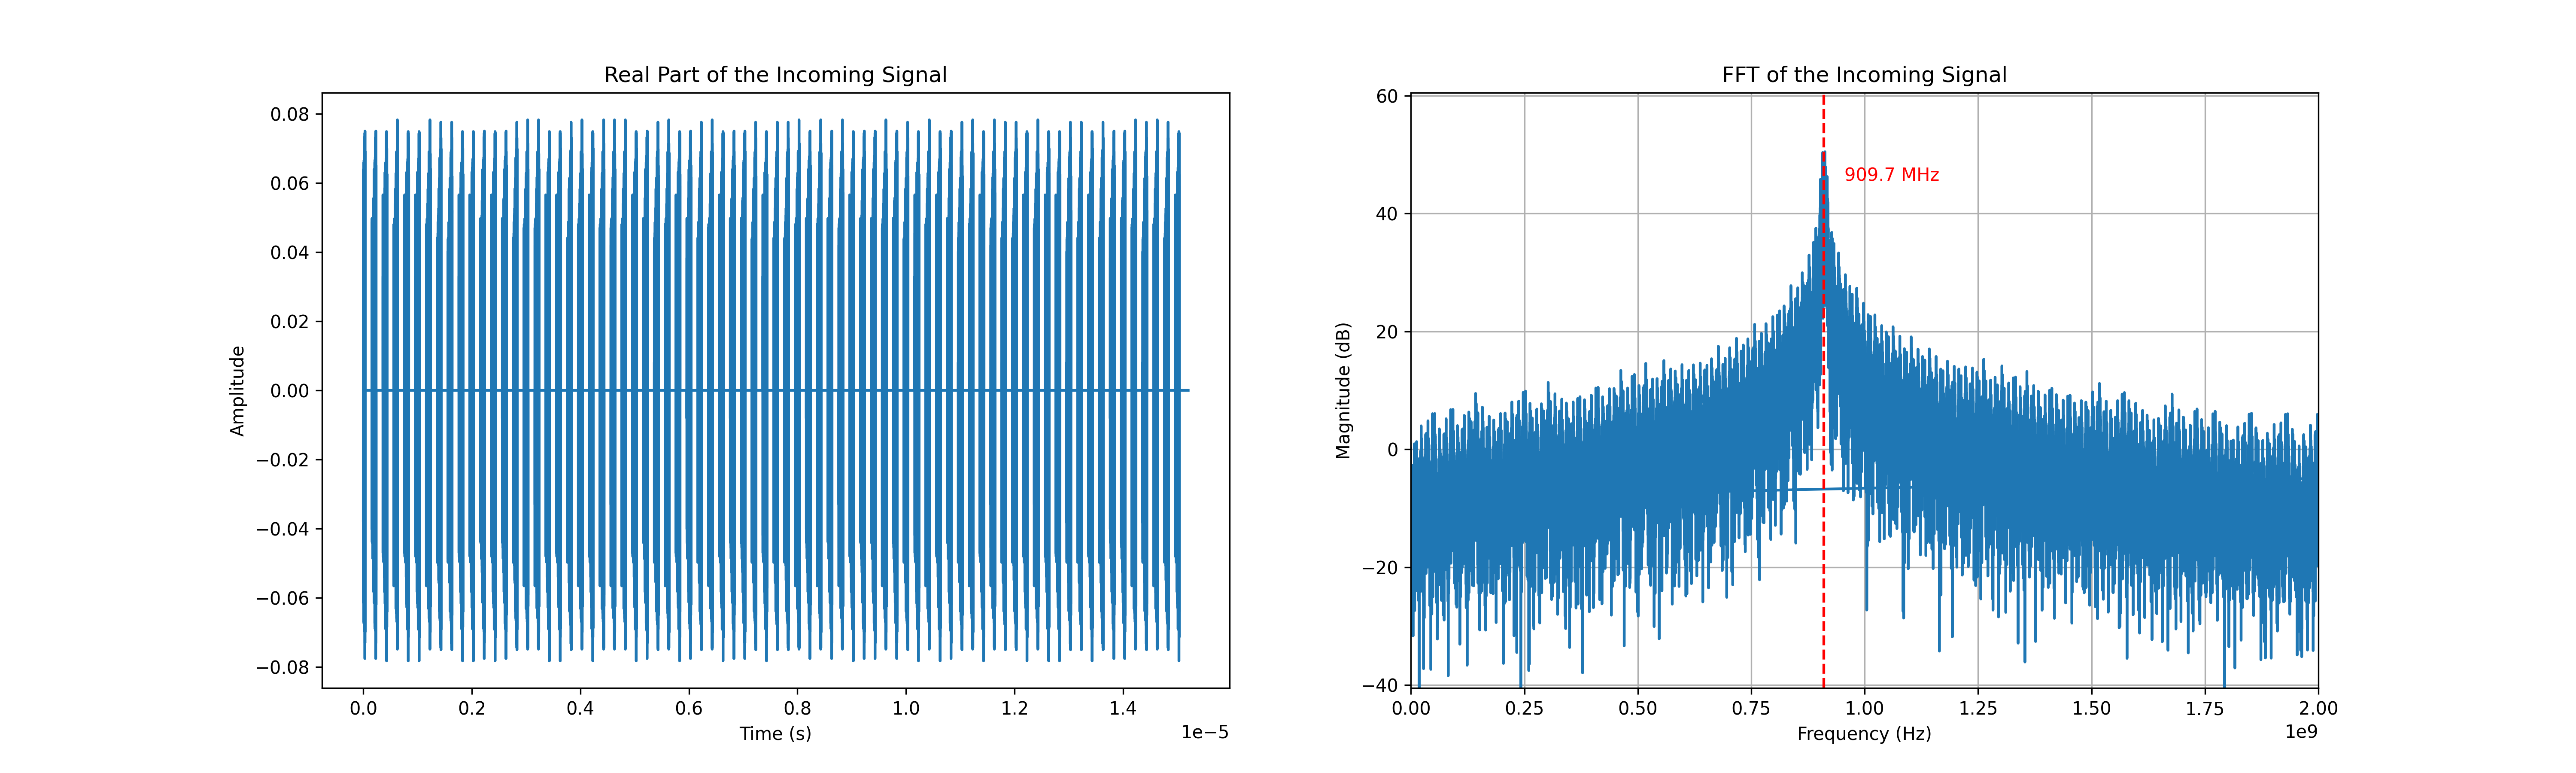 Real Part of the Incoming Signal
0.08
0.06
0.04
0.02
0.00
−0.02
−0.04
−0.06
−0.08
Amplitude
0.0 0.2 0.4 0.6 0.8 1.0 1.2 1.4
Time (s)
1e−5
FFT of the Incoming Signal
60
40
20
0
−20
−40
Magnitude (dB)
909.7 MHz
0.00 0.25 0.50 0.75 1.00 1.25 1.50 1.75 2.00
Frequency (Hz)
1e9